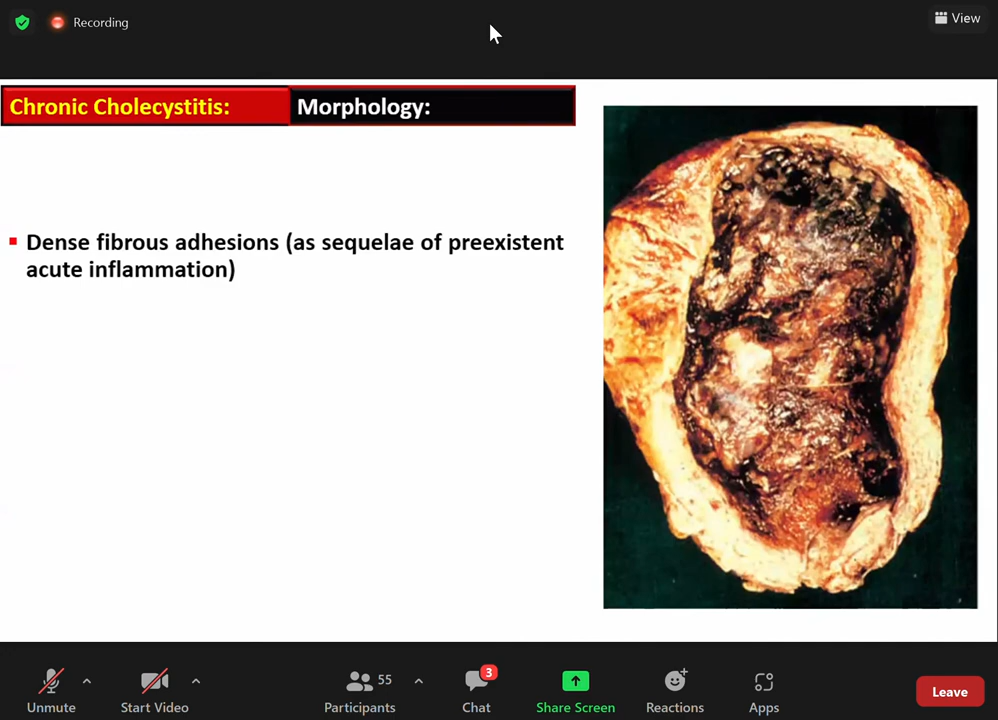 Recording
View
Chronic Cholecystitis: Morphology:
▪ Dense fibrous adhesions (as sequelae of preexistent
acute inflammation)
Unmute
Start Video
55
Participants
3
Chat
Share Screen
Reactions
Apps
Leave